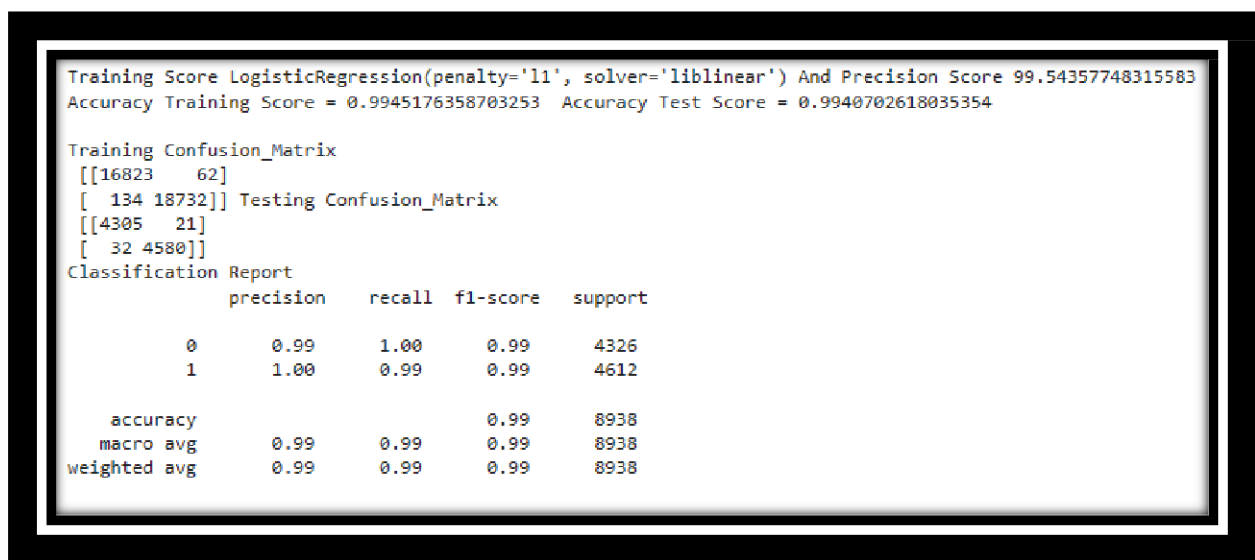 Training Score LogisticRegression(penalty='l1', solver='liblinear') And Precision Score 99.54357748315583
Accuracy Training Score = 0.9945176358703253  Accuracy Test Score = 0.9940702618035354
Training Confusion_Matrix
[[16823    62]
[  134 18732]] Testing Confusion_Matrix
[[4305   21]
[  32 4580]]
Classification Report
precision    recall  f1-score   support
0       0.99      1.00      0.99      4326
1       1.00      0.99      0.99      4612
accuracy                           0.99      8938
macro avg       0.99      0.99      0.99      8938
weighted avg       0.99      0.99      0.99      8938